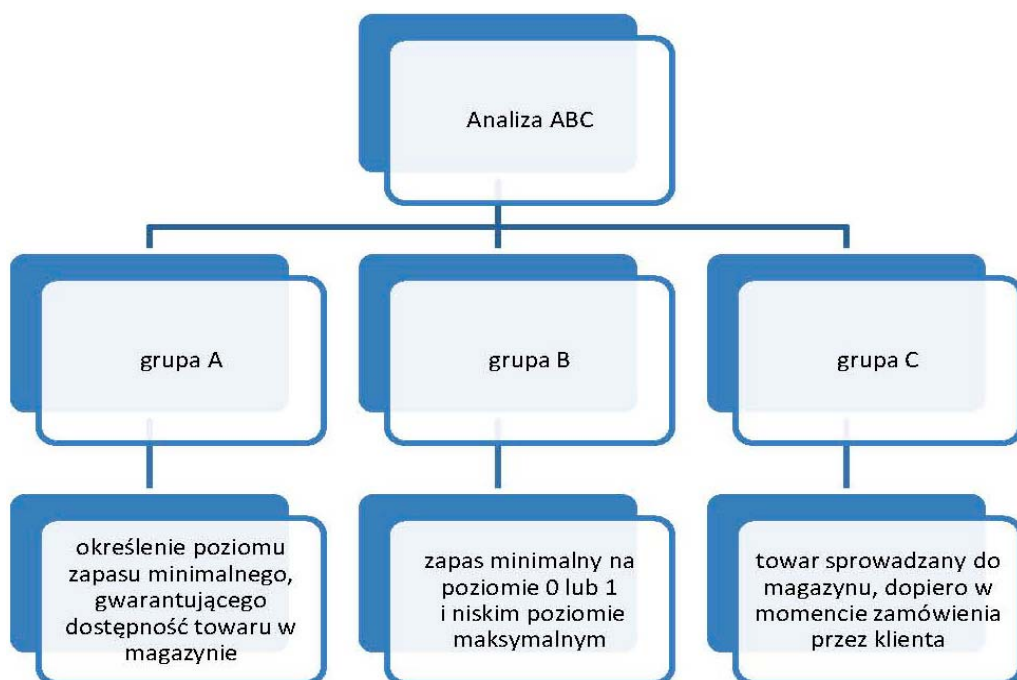 Analiza ABC
grupa A
grupa B
grupa C
określenie poziomu
zapasu minimalnego,
gwarantującego
dostępność towaru w
magazynie
zapas minimalny na
poziomie 0 lub 1
i niskim poziomie
maksymalnym
towar sprowadzany do
magazynu, dopiero w
momencie zamówienia
przez klienta